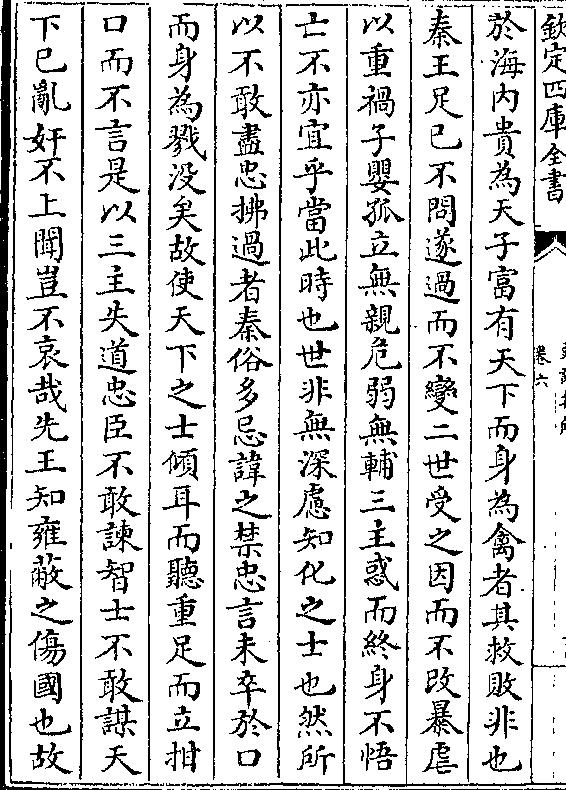 欽定四庫全書
卷六
於海内貴為天子富有天下而身為禽者其救敗非也
秦王足已不問遂過而不變二世受之因而不改暴虐
以重禍子嬰孤立無親危弱無輔三主惑而終身不悟
亡不亦宜乎當此時也世非無深慮知化之士也然所
以不敢盡忠拂過者秦俗多忌諱之禁忠言未卒於口
而身為戮没矣故使天下之士傾耳而聽重足而立拑
口而不言是以三主失道忠臣不敢諫智士不敢謀天
下已亂奸不上聞豈不哀哉先王知雍蔽之傷國也故